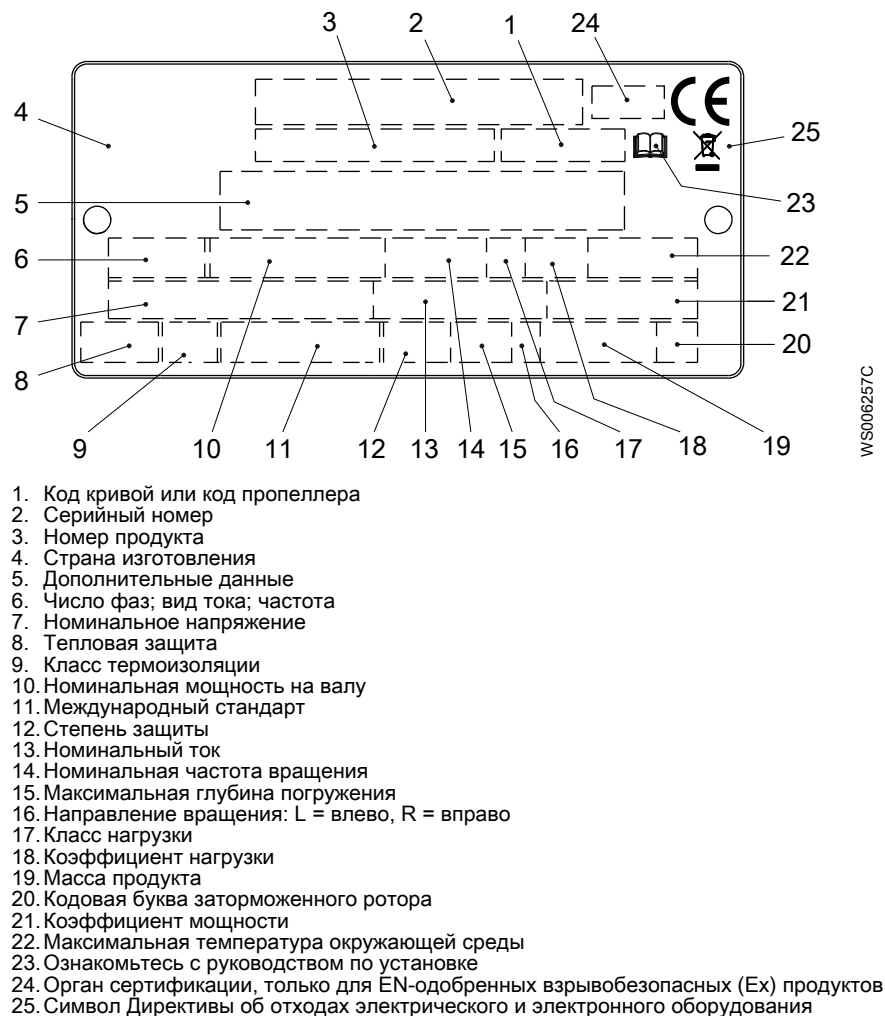 3 2 1 24
CE
4
25
5
23
6
22
7
21
8
20
9 10 11 12 13 14 15 16 17 18 19
WS006257C
1. Код кривой или код пропеллера
2. Серийный номер
3. Номер продукта
4. Страна изготовления
5. Дополнительные данные
6. Число фаз; вид тока; частота
7. Номинальное напряжение
8. Тепловая защита
9. Класс термоизоляции
10. Номинальная мощность на валу
11. Международный стандарт
12. Степень защиты
13. Номинальный ток
14. Номинальная частота вращения
15. Максимальная глубина погружения
16. Направление вращения: L = влево, R = вправо
17. Класс нагрузки
18. Коэффициент нагрузки
19. Масса продукта
20. Кодовая буква заторможенного ротора
21. Коэффициент мощности
22. Максимальная температура окружающей среды
23. Ознакомьтесь с руководством по установке
24. Орган сертификации, только для EN-одобренных взрывобезопасных (Ex) продуктов
25. Символ Директивы об отходах электрического и электронного оборудования